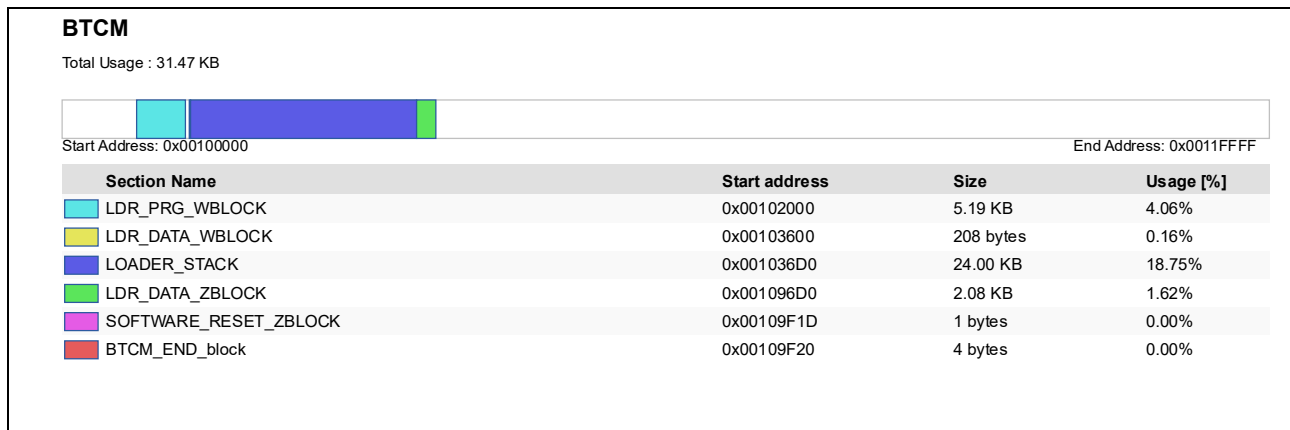 BTCM
Total Usage : 31.47 KB
Start Address: 0x00100000 End Address: 0x0011FFFF
Section Name Start address Size Usage [%]
LDR_PRG_WBLOCK 0x00102000 5.19 KB 4.06%
LDR_DATA_WBLOCK 0x00103600 208 bytes 0.16%
LOADER_STACK 0x001036D0 24.00 KB 18.75%
LDR_DATA_ZBLOCK 0x001096D0 2.08 KB 1.62%
SOFTWARE_RESET_ZBLOCK 0x00109F1D 1 bytes 0.00%
BTCM_END_block 0x00109F20 4 bytes 0.00%